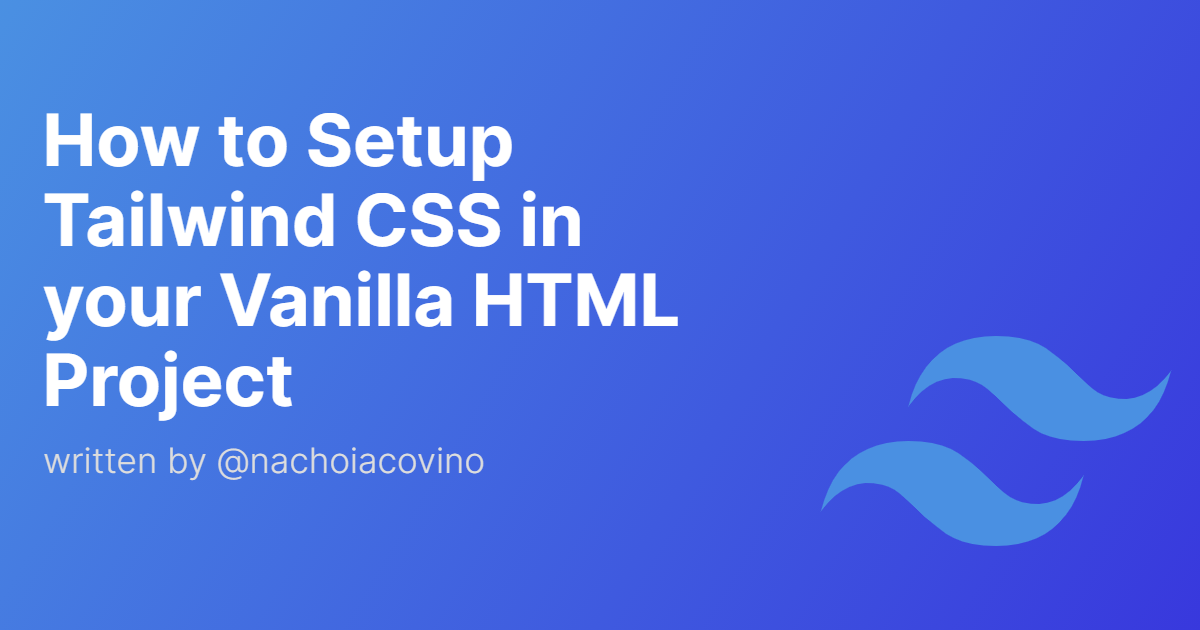 How to Setup
Tailwind CSS in
your Vanilla HTML
Project
written by @nachoiacovino